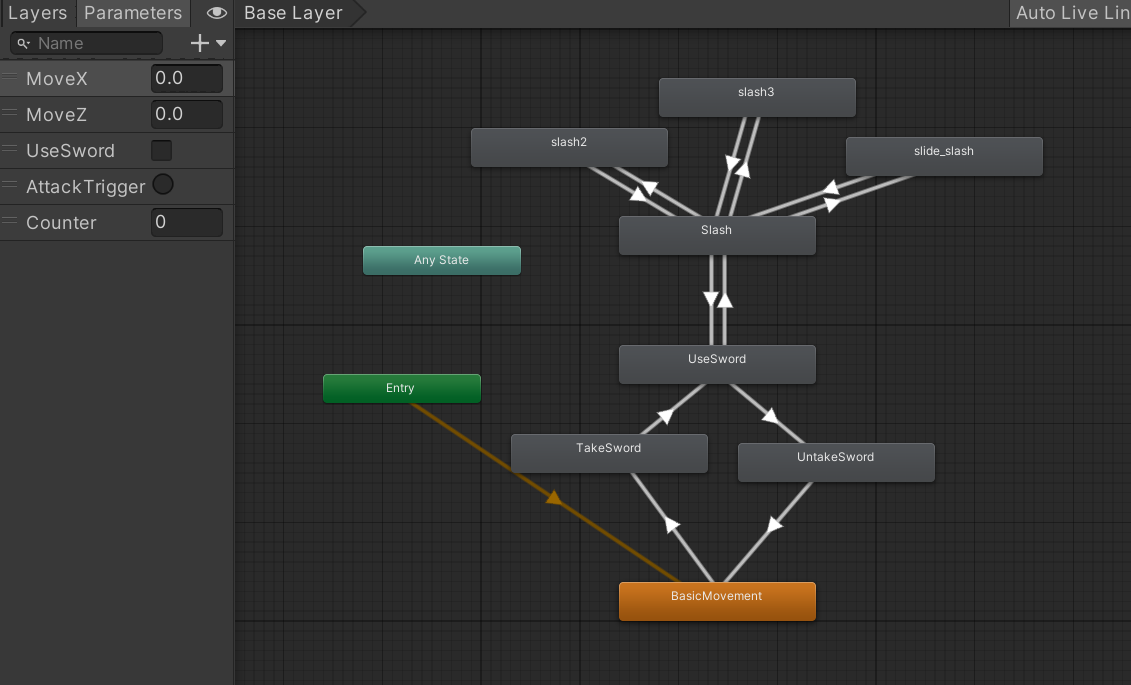 Layers Parameters Base Layer Auto Live Lin
Name
MoveX 0.0
MoveZ 0.0
UseSword
AttackTrigger
Counter 0
slash3
slash2
slide_slash
Slash
Any State
UseSword
Entry
TakeSword
UntakeSword
BasicMovement